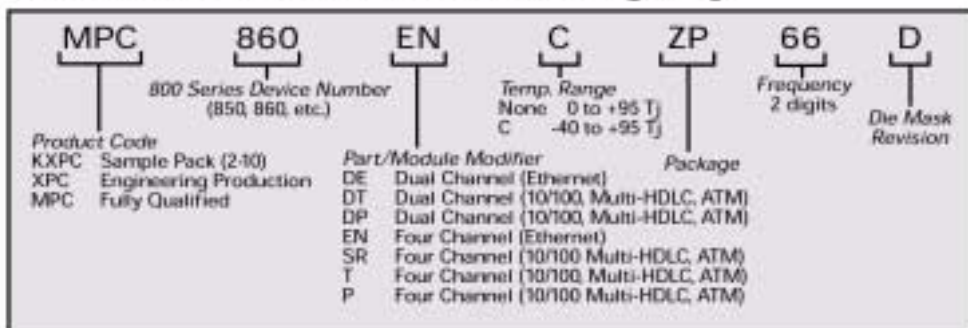 MPC 860 EN C ZP 66 D
800 Series Device Number
(850, 860, etc.)
Temp. Range
None 0 to +95 Tj
C -40 to +95 Tj
Frequency
2 digits
Die Mask
Revision
Product Code
KXPC Sample Pack (2-10)
XPC Engineering Production
MPC Fully Qualified
Part/Module Modifier
DE Dual Channel (Ethernet)
DT Dual Channel (10/100, Multi-HDLC, ATM)
DP Dual Channel (10/100, Multi-HDLC, ATM)
EN Four Channel (Ethernet)
SR Four Channel (10/100 Multi-HDLC, ATM)
T Four Channel (10/100, Multi-HDLC, ATM)
P Four Channel (10/100 Multi-HDLC, ATM)
Package